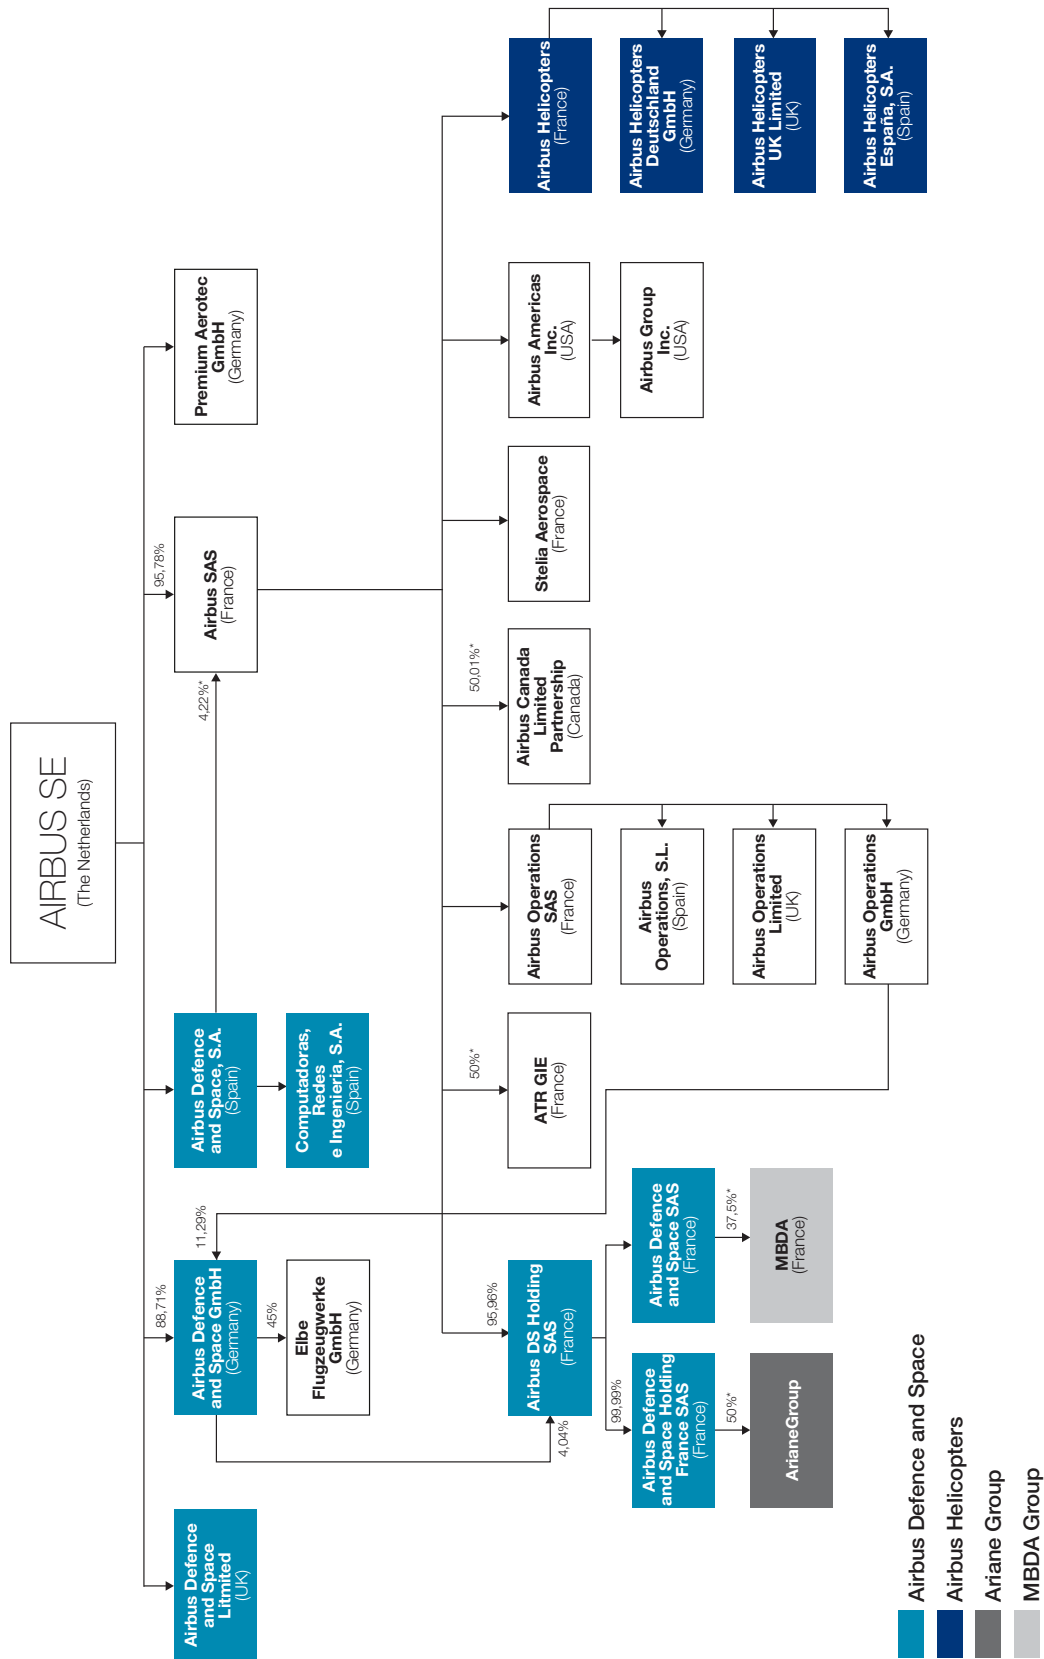 AIRBUS SE
(The Netherlands)
Airbus Defence
and Space
Litmited
(UK)
88,71%
Airbus Defence
and Space GmbH
(Germany)
11,29%
45%
Elbe
Flugzeugwerke
GmbH
(Germany)
Airbus Defence
and Space, S.A.
(Spain)
Computadoras,
Redes
e Ingenieria, S.A.
(Spain)
4,22%*
95,78%
Airbus SAS
(France)
Premium Aerotec
GmbH
(Germany)
4,04%
95,96%
Airbus DS Holding
SAS
(France)
99,99%
Airbus Defence
and Space Holding
France SAS
(France)
50%*
ArianeGroup
Airbus Defence
and Space SAS
(France)
37,5%*
MBDA
(France)
50%*
ATR GIE
(France)
Airbus Operations
SAS
(France)
Airbus
Operations, S.L.
(Spain)
Airbus Operations
Limited
(UK)
Airbus Operations
GmbH
(Germany)
50,01%*
Airbus Canada
Limited
Partnership
(Canada)
Stelia Aerospace
(France)
Airbus Americas
Inc.
(USA)
Airbus Group
Inc.
(USA)
Airbus Helicopters
(France)
Airbus Helicopters
Deutschland
GmbH
(Germany)
Airbus Helicopters
UK Limited
(UK)
Airbus Helicopters
España, S.A.
(Spain)
Airbus Defence and Space
Airbus Helicopters
Ariane Group
MBDA Group